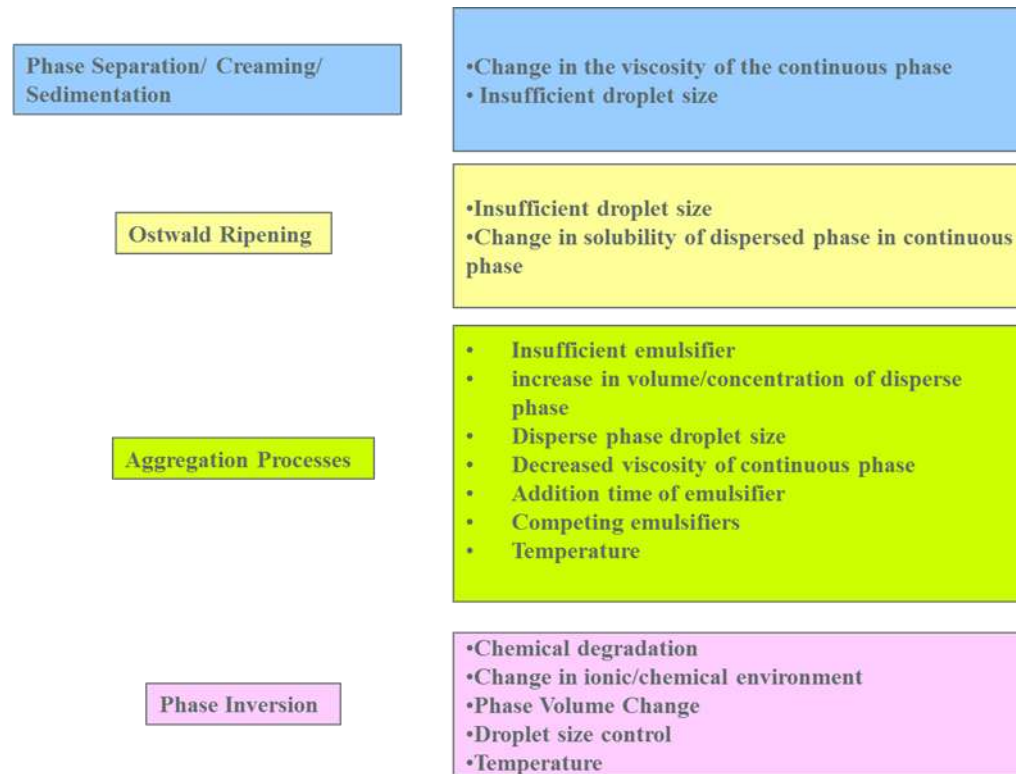 Phase Separation/ Creaming/
Sedimentation
•Change in the viscosity of the continuous phase
• Insufficient droplet size
Ostwald Ripening
•Insufficient droplet size
•Change in solubility of dispersed phase in continuous
phase
Aggregation Processes
• Insufficient emulsifier
• increase in volume/concentration of disperse
phase
• Disperse phase droplet size
• Decreased viscosity of continuous phase
• Addition time of emulsifier
• Competing emulsifiers
• Temperature
Phase Inversion
•Chemical degradation
•Change in ionic/chemical environment
•Phase Volume Change
•Droplet size control
•Temperature